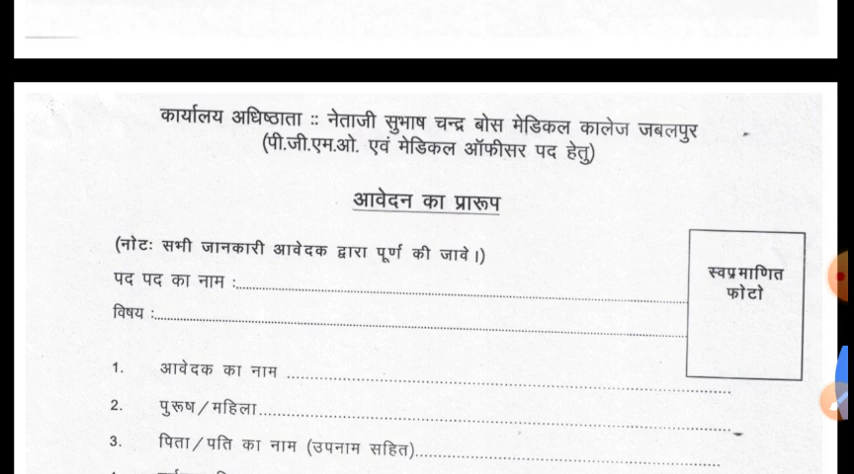 कार्यालय अधिष्ठाता :: नेताजी सुभाष चन्द्र बोस मेडिकल कालेज जबलपुर
(पी.जी.एम.ओ. एवं मेडिकल ऑफीसर पद हेतु)
आवेदन का प्रारूप
(नोटः सभी जानकारी आवेदक द्वारा पूर्ण की जावे।)
स्वप्रमाणित
फोटो
पद पद का नाम :
विषय :
1. आवेदक का नाम
2. पुरूष/महिला
3. पिता/पति का नाम (उपनाम सहित)